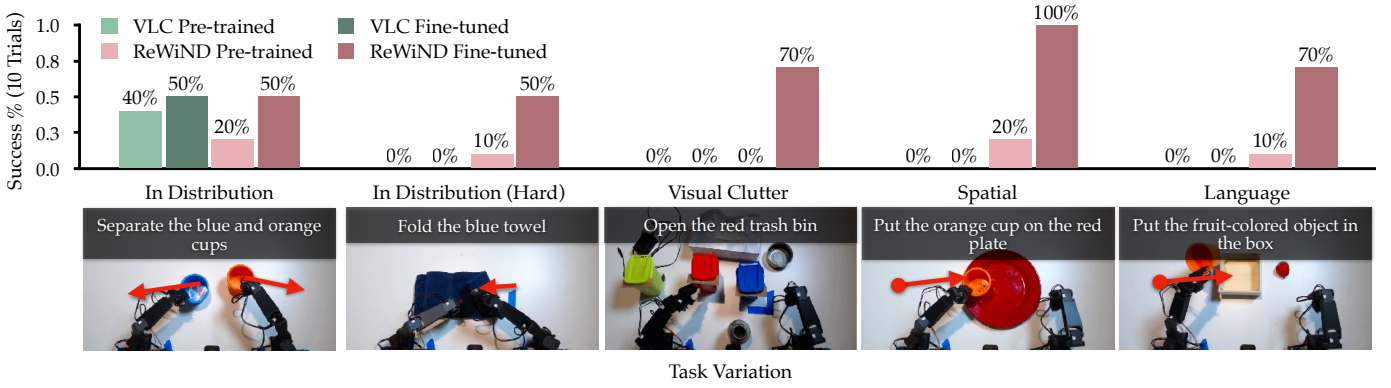 Success % (10 Trials)
1.0
0.8
0.5
0.3
0.0
VLC Pre-trained
VLC Fine-tuned
ReWiND Pre-trained
ReWiND Fine-tuned
40%
50%
20%
50%
0%
0%
10%
50%
0%
0%
0%
70%
0%
0%
20%
100%
0%
0%
10%
70%
In Distribution
In Distribution (Hard)
Visual Clutter
Spatial
Language
Separate the blue and orange
cups
Fold the blue towel
Open the red trash bin
Put the orange cup on the red
plate
Put the fruit-colored object in
the box
Task Variation